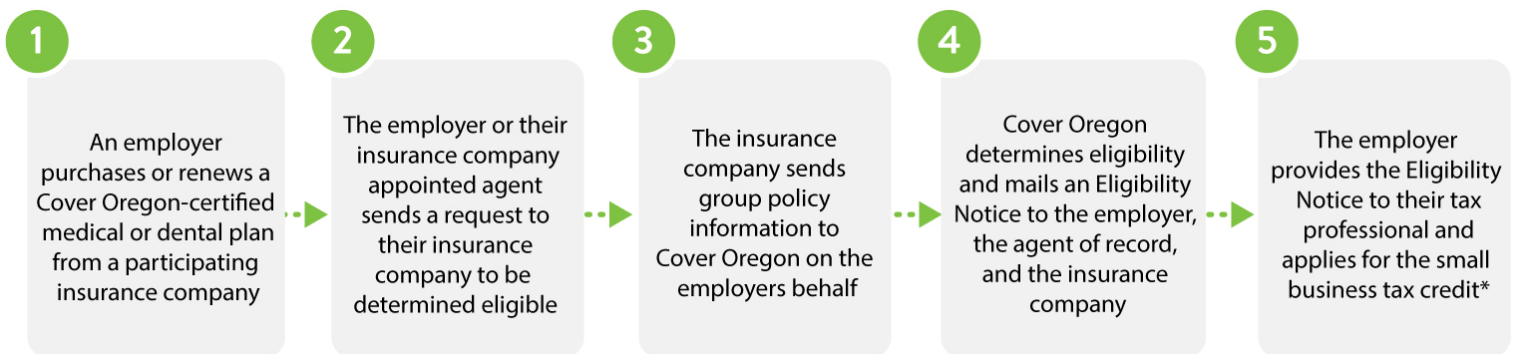 1
An employer
purchases or renews a
Cover Oregon-certified
medical or dental plan
from a participating
insurance company
2
The employer or their
insurance company
appointed agent
sends a request to
their insurance
company to be
determined eligible
3
The insurance
company sends
group policy
information to
Cover Oregon on the
employers behalf
4
Cover Oregon
determines eligibility
and mails an Eligibility
Notice to the employer,
the agent of record,
and the insurance
company
5
The employer
provides the Eligibility
Notice to their tax
professional and
applies for the small
business tax credit*